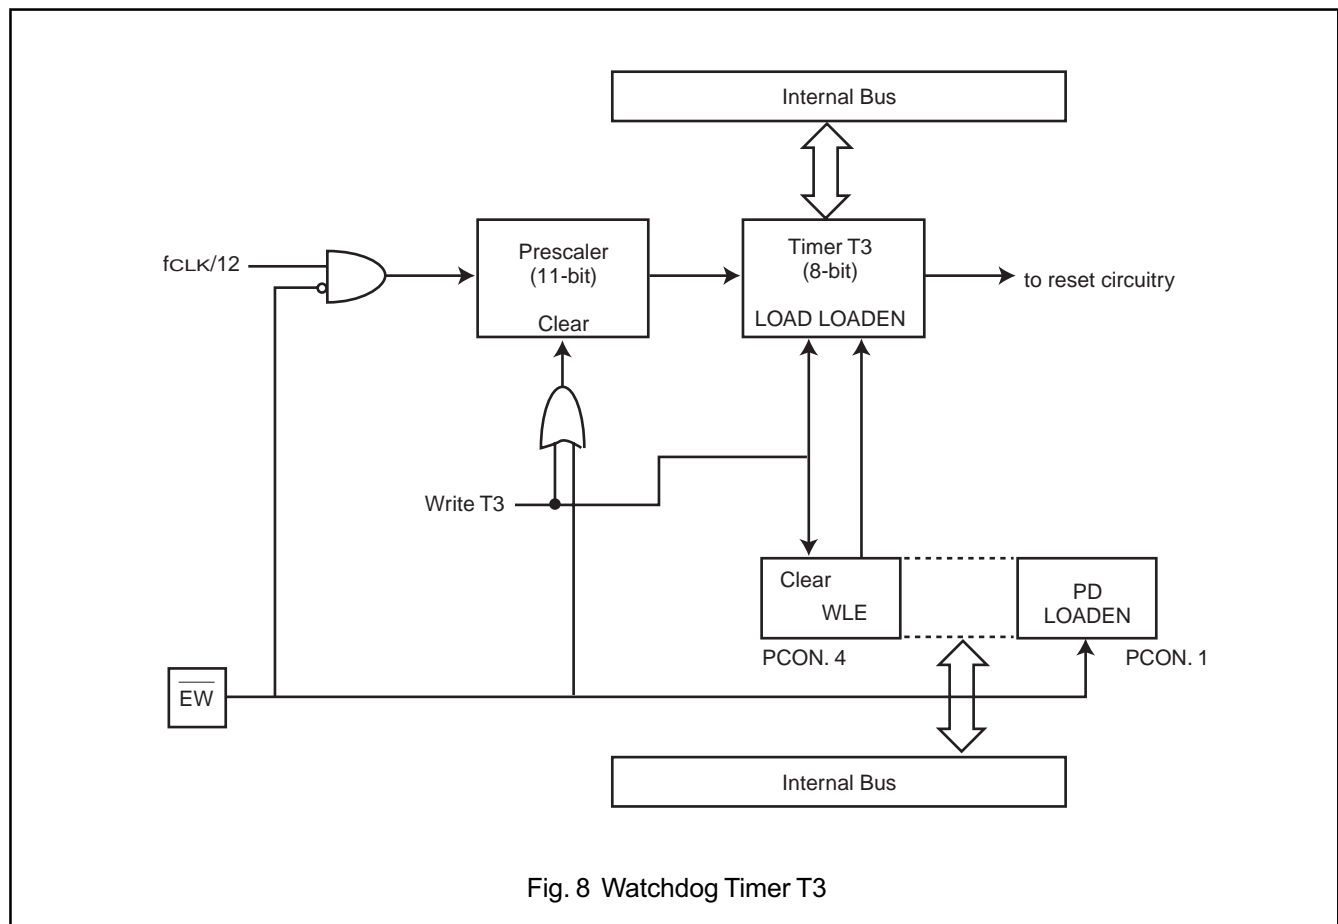 Internal Bus
fCLK/12
Prescaler
(11-bit)
Clear
Timer T3
(8-bit)
LOAD LOADEN
to reset circuitry
Write T3
Clear
WLE
PD
LOADEN
PCON. 4
PCON. 1
EW
Internal Bus
Fig. 8 Watchdog Timer T3